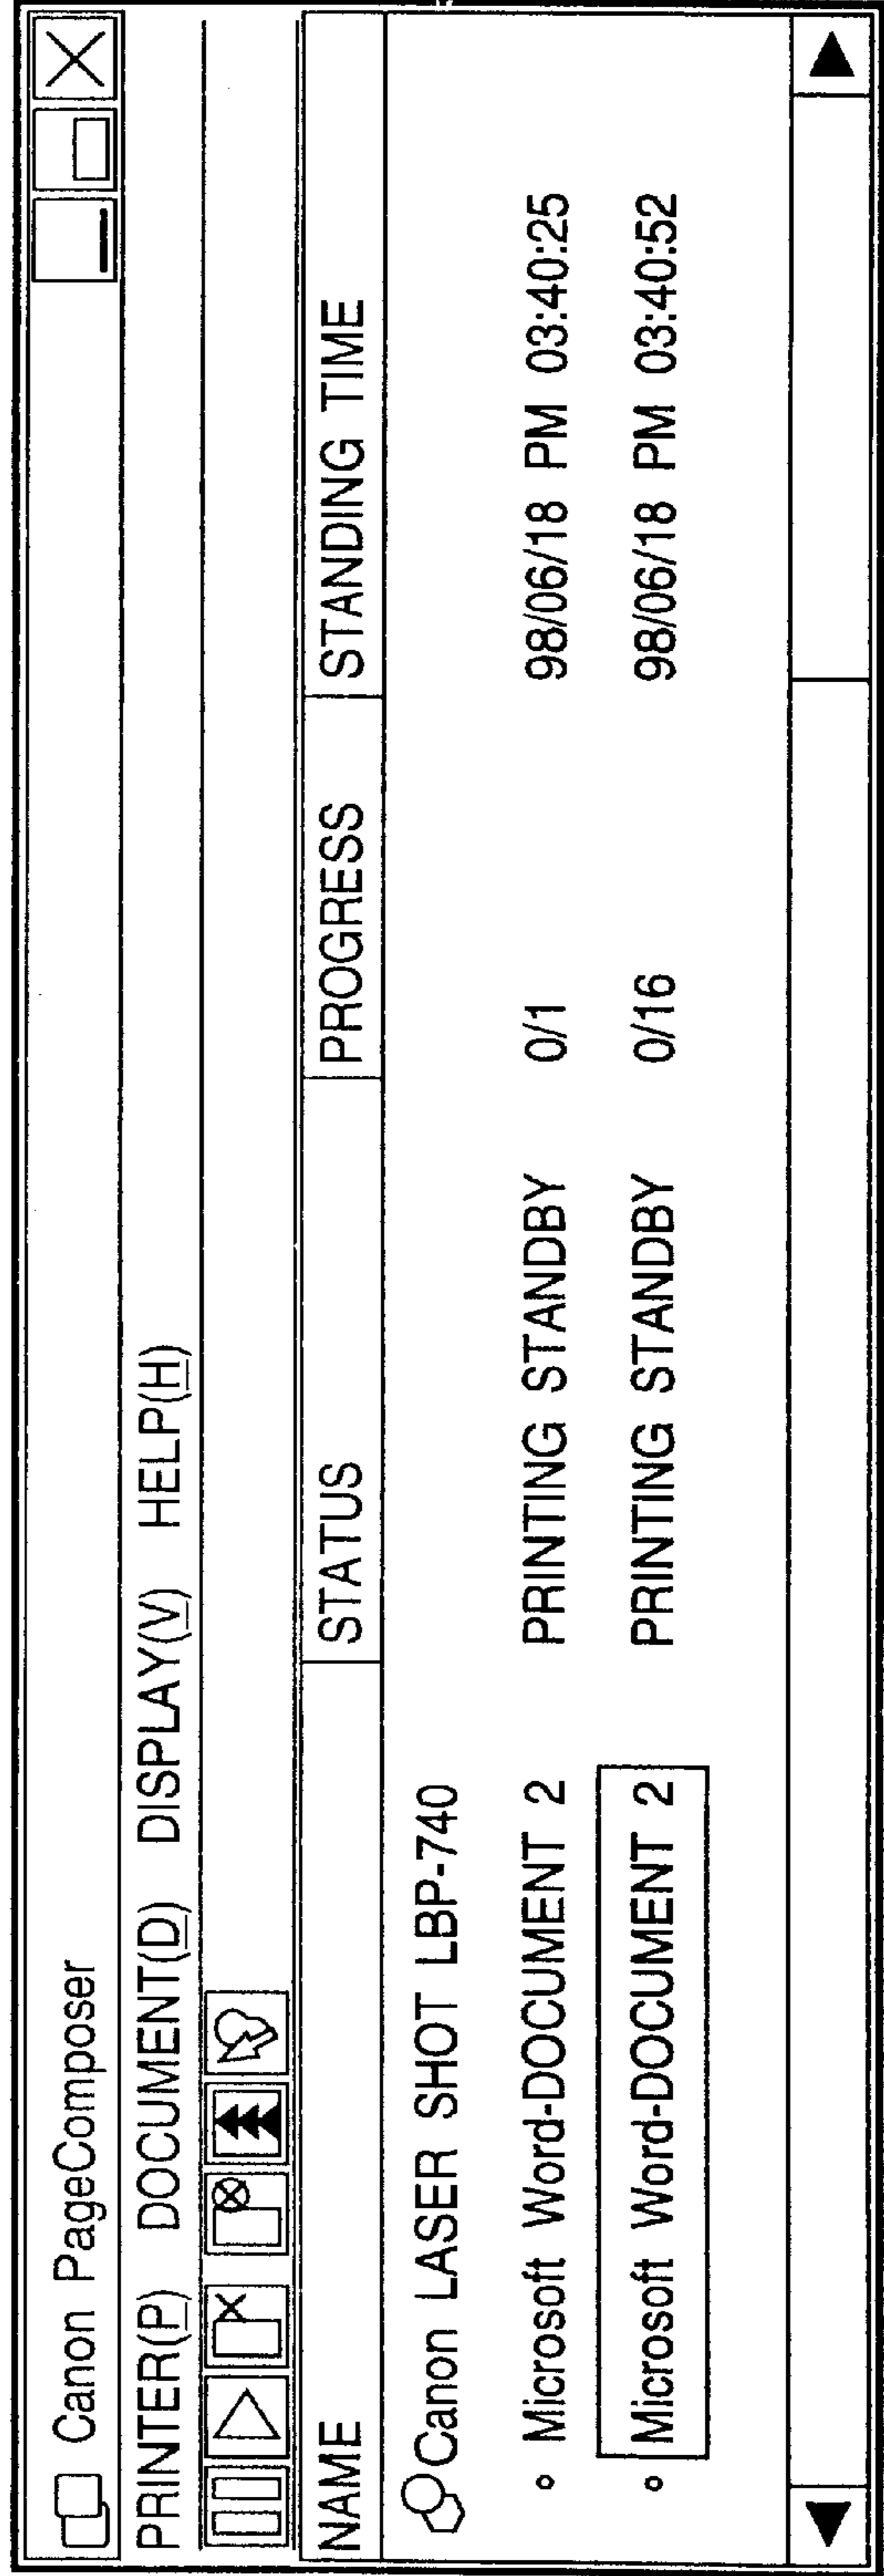 Canon PageComposer
PRINTER(P) DOCUMENT(D) DISPLAY(V) HELP(H)
NAME STATUS PROGRESS STANDING TIME
Canon LASER SHOT LBP-740
Microsoft Word-DOCUMENT 2 PRINTING STANDBY 0/1 98/06/18 PM 03:40:25
Microsoft Word-DOCUMENT 2 PRINTING STANDBY 0/16 98/06/18 PM 03:40:52